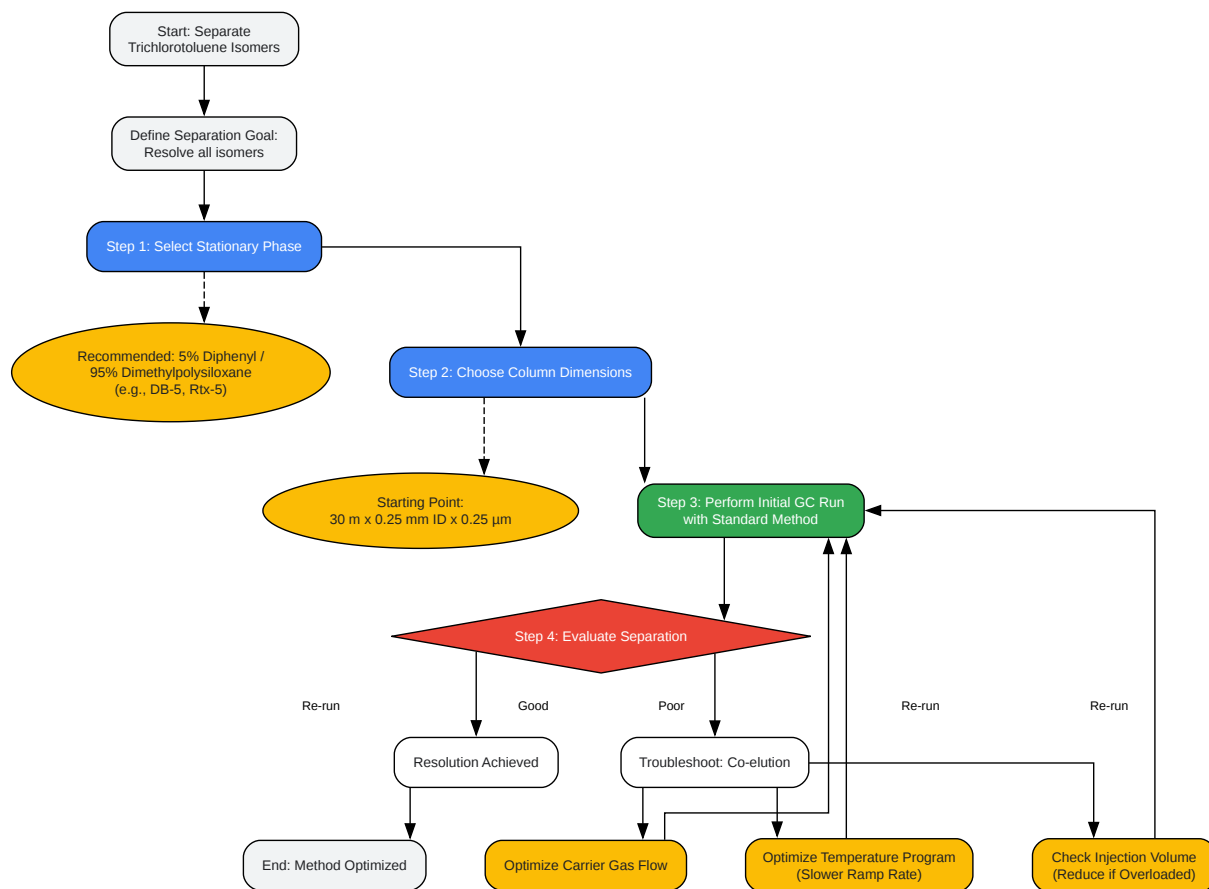 Start: Separate
Trichlorotoluene Isomers
Define Separation Goal:
Resolve all isomers
Step 1: Select Stationary Phase
Recommended: 5% Diphenyl /
95% Dimethylpolysiloxane
(e.g., DB-5, Rtx-5)
Step 2: Choose Column Dimensions
Starting Point:
30 m x 0.25 mm ID x 0.25 µm
Step 3: Perform Initial GC Run
with Standard Method
Step 4: Evaluate Separation
Re-run
Good
Poor
Re-run
Re-run
Resolution Achieved
Troubleshoot: Co-elution
End: Method Optimized
Optimize Carrier Gas Flow
Optimize Temperature Program
(Slower Ramp Rate)
Check Injection Volume
(Reduce if Overloaded)